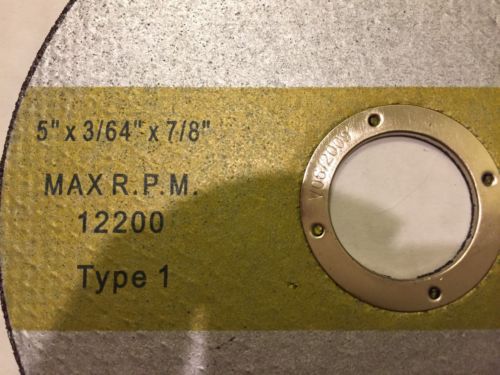 5" x 3/64" x 7/8"
MAX R.P.M.
12200
Type 1